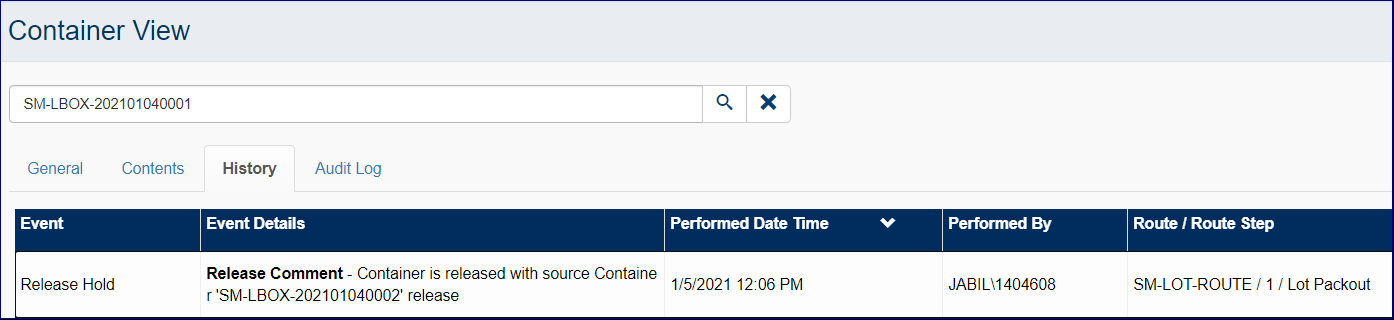 Container View
SM-LBOX-202101040001
General Contents History Audit Log
Event Event Details Performed Date Time Performed By Route / Route Step
Release Hold Release Comment - Container is released with source Containe
r 'SM-LBOX-202101040002' release 1/5/2021 12:06 PM JABIL\1404608 SM-LOT-ROUTE / 1 / Lot Packout